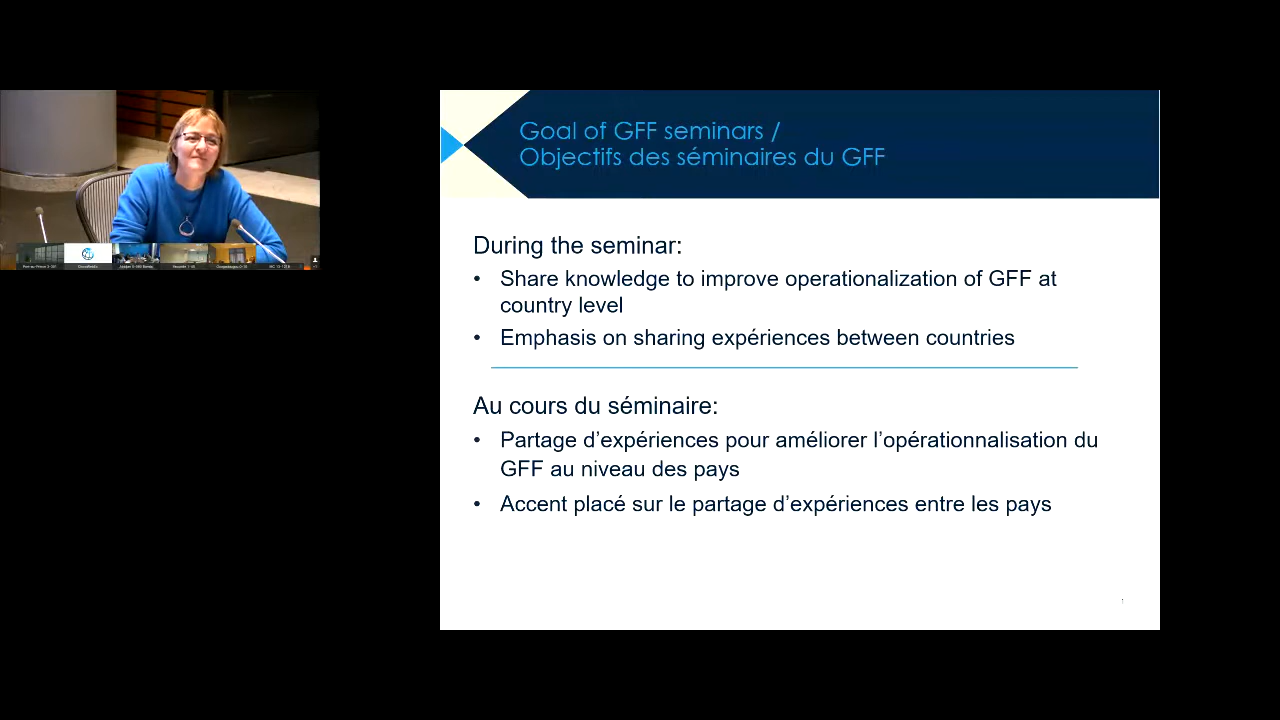 Goal of GFF seminars /
Objectifs des séminaires du GFF
During the seminar:
• Share knowledge to improve operationalization of GFF at
country level
• Emphasis on sharing expériences between countries
Au cours du séminaire:
• Partage d’expériences pour améliorer l’opérationnalisation du
GFF au niveau des pays
• Accent placé sur le partage d’expériences entre les pays